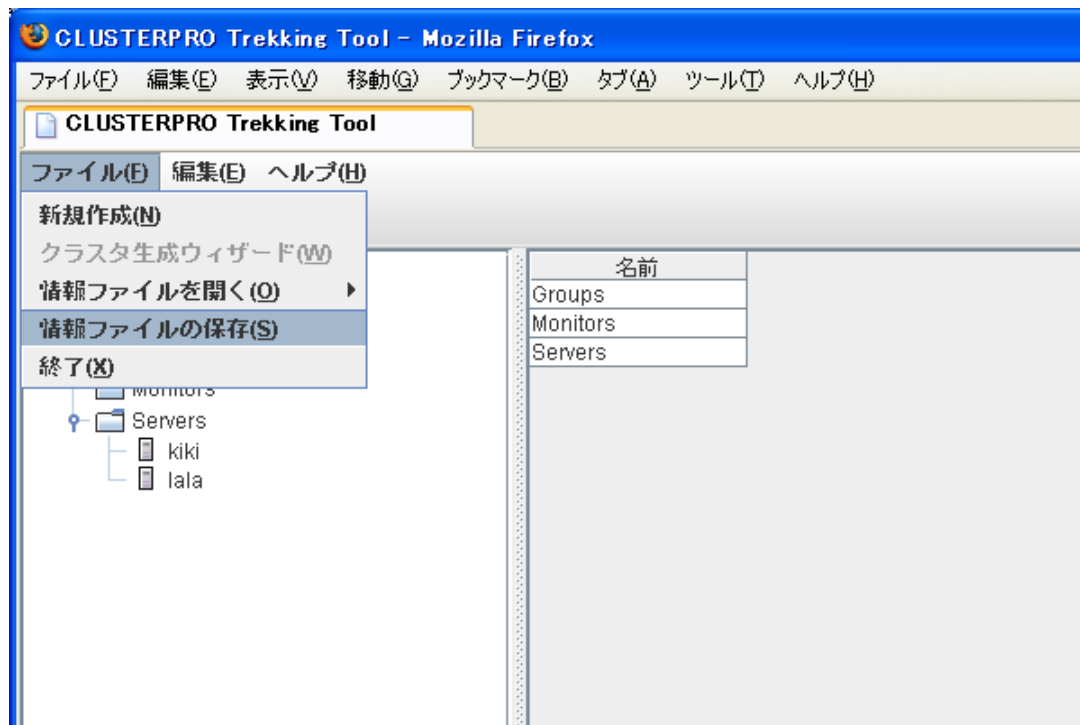 CLUSTERPRO Trekking Tool - Mozilla Firefox
ファイル(F) 編集(E) 表示(V) 移動(G) ブックマーク(B) タブ(A) ツール(T) ヘルプ(H)
CLUSTERPRO Trekking Tool
ファイル(F) 編集(E) ヘルプ(H)
新規作成(N)
クラスタ生成ウィザード(W)
情報ファイルを開く(O)
情報ファイルの保存(S)
終了(X)
Monitors
Servers
kiki
lala
名前
Groups
Monitors
Servers